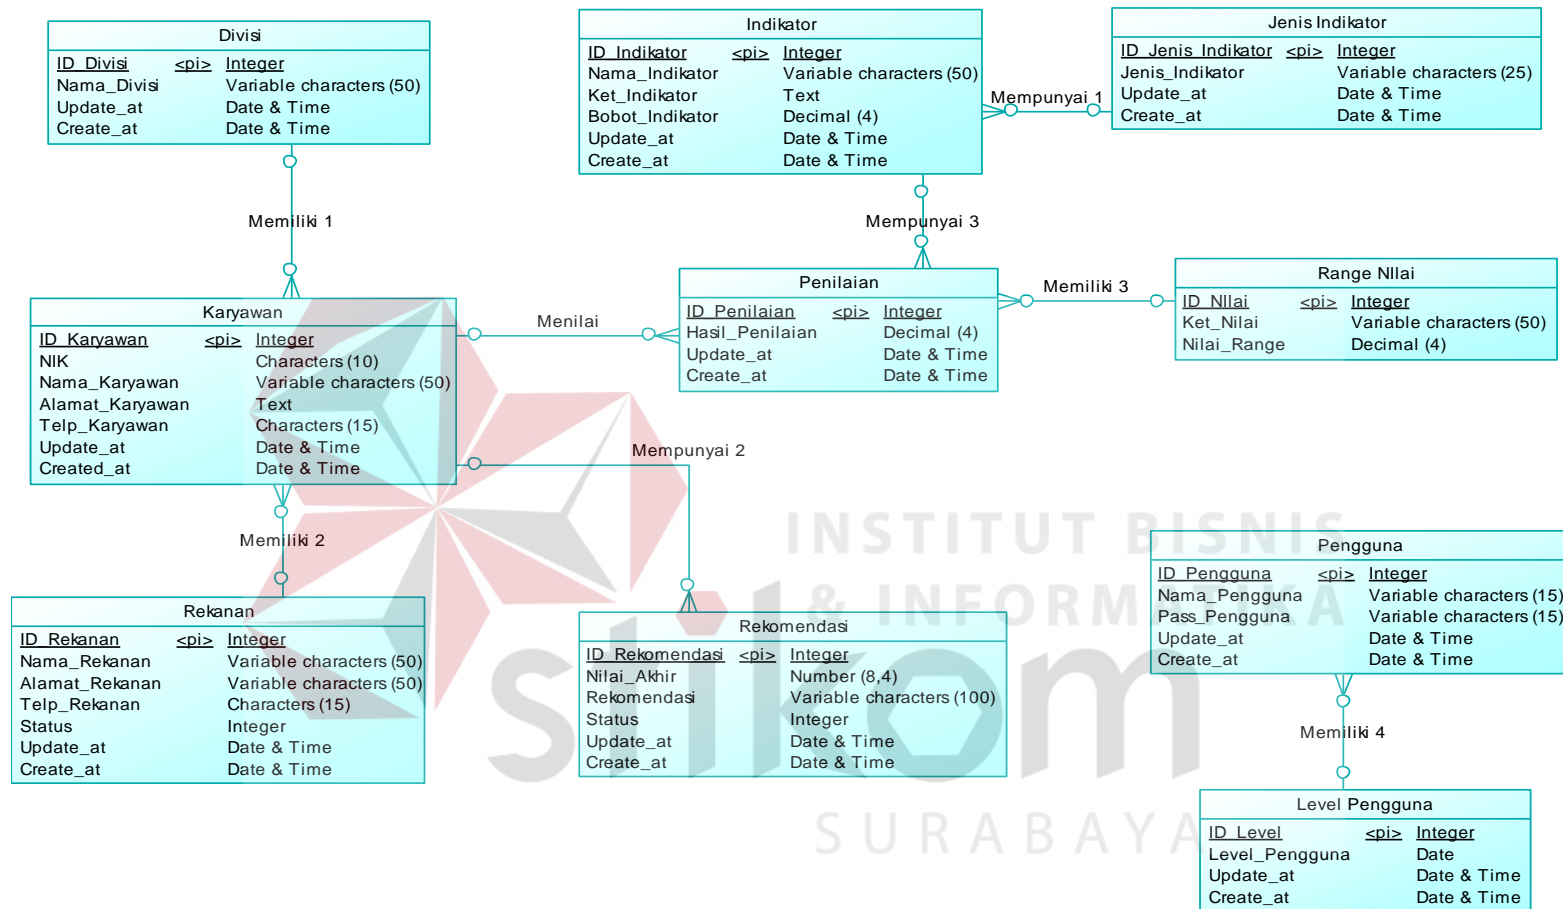 Divisi
ID_Divisi <pi> Integer
Nama_Divisi Variable characters (50)
Update_at Date & Time
Create_at Date & Time
Indikator
ID_Indikator <pi> Integer
Nama_Indikator Variable characters (50)
Ket_Indikator Text
Bobot_Indikator Decimal (4)
Update_at Date & Time
Create_at Date & Time
Jenis Indikator
ID_Jenis_Indikator <pi> Integer
Jenis_Indikator Variable characters (25)
Update_at Date & Time
Create_at Date & Time
Mempunyai 1
Memiliki 1
Mempunyai 3
Karyawan
ID_Karyawan <pi> Integer
NIK Characters (10)
Nama_Karyawan Variable characters (50)
Alamat_Karyawan Text
Telp_Karyawan Characters (15)
Update_at Date & Time
Created_at Date & Time
Menilai
Penilaian
ID_Penilaian <pi> Integer
Hasil_Penilaian Decimal (4)
Update_at Date & Time
Create_at Date & Time
Memiliki 3
Range NIlai
ID_NIlai <pi> Integer
Ket_Nilai Variable characters (50)
Nilai_Range Decimal (4)
Mempunyai 2
Memiliki 2
Rekanan
ID_Rekanan <pi> Integer
Nama_Rekanan Variable characters (50)
Alamat_Rekanan Variable characters (50)
Telp_Rekanan Characters (15)
Status Integer
Update_at Date & Time
Create_at Date & Time
Rekomendasi
ID_Rekomendasi <pi> Integer
Nilai_Akhir Number (8,4)
Rekomendasi Variable characters (100)
Status Integer
Update_at Date & Time
Create_at Date & Time
Pengguna
ID_Pengguna <pi> Integer
Nama_Pengguna Variable characters (15)
Pass_Pengguna Variable characters (15)
Update_at Date & Time
Create_at Date & Time
Memiliki 4
Level Pengguna
ID_Level <pi> Integer
Level_Pengguna Date
Update_at Date & Time
Create_at Date & Time
INSTITUT BISNIS
& INFORMATIKA
stikom
SURABAYA